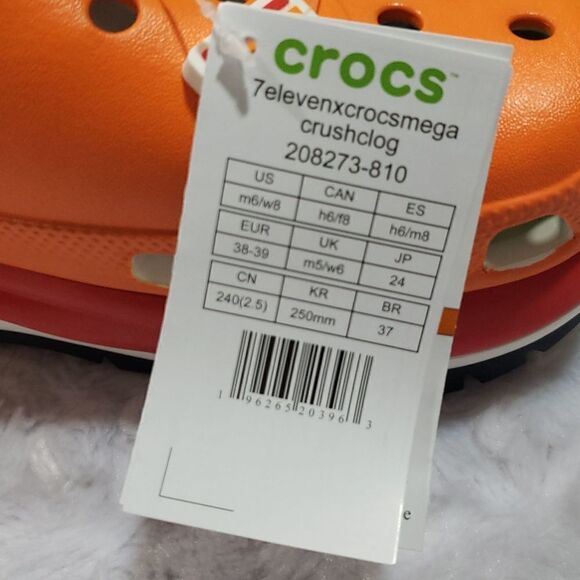 crocs™
7elevenxcrocsmega
crushclog
208273-810
US CAN ES
m6/w8 h6/f8 h6/m8
EUR UK JP
38-39 m5/w6 24
CN KR BR
240(2.5) 250mm 37
1 96265 20396 3
e